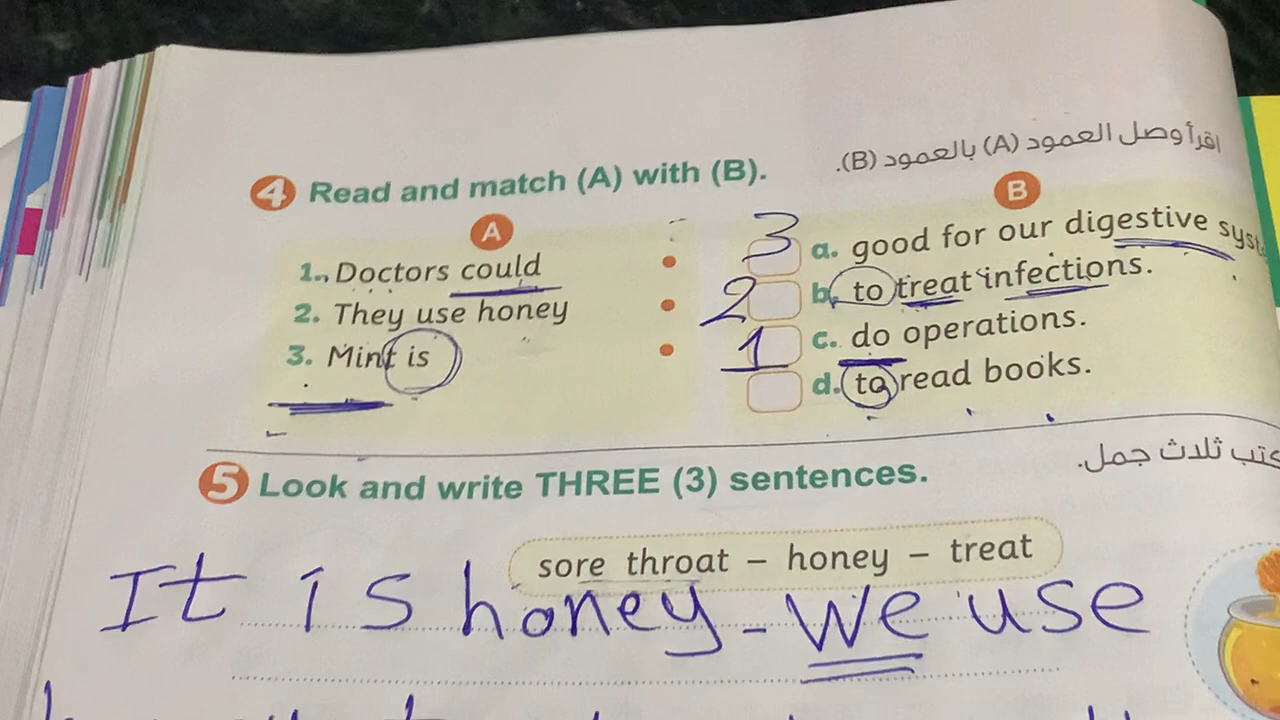 اقرأ وصل العمود (A) بالعمود (B).
4 Read and match (A) with (B).
A
B
1. Doctors could
2. They use honey
3. Mint is
3 a. good for our digestive syst
2 b. to treat infections.
1 c. do operations.
d. to read books.
كتب ثلاث جمل.
5 Look and write THREE (3) sentences.
sore throat – honey – treat
It is honey - We use